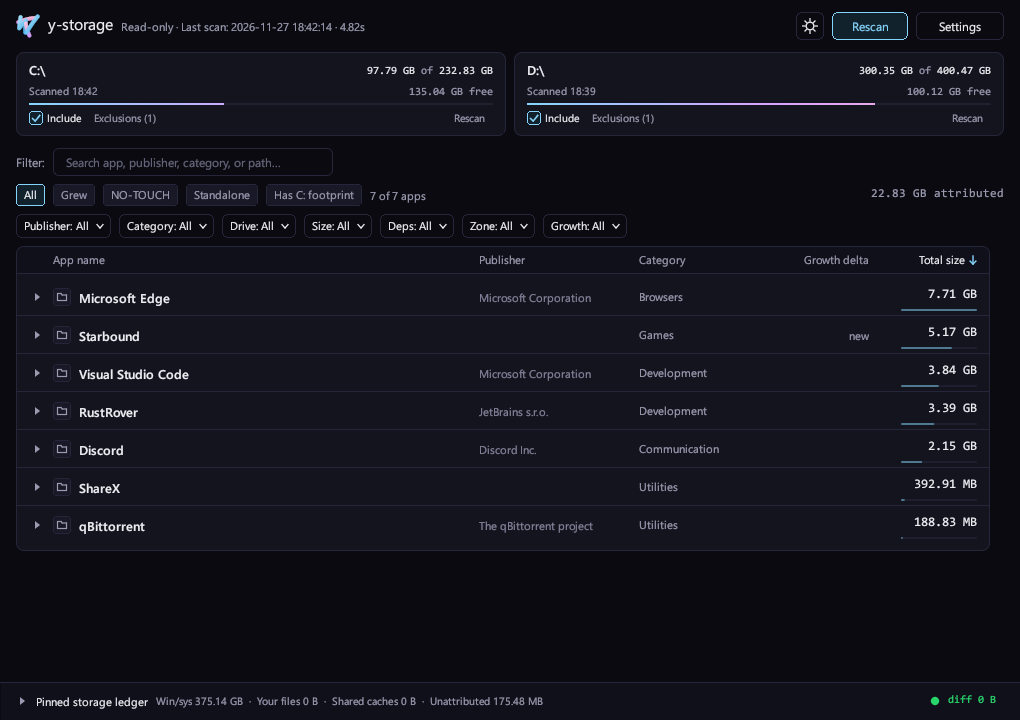 y-storage Read-only · Last scan: 2026-11-27 18:42:14 · 4.82s Rescan Settings
C:\ 97.79 GB of 232.83 GB
Scanned 18:42 135.04 GB free
Include Exclusions (1) Rescan
D:\ 300.35 GB of 400.47 GB
Scanned 18:39 100.12 GB free
Include Exclusions (1) Rescan
Filter: Search app, publisher, category, or path...
All Grew NO-TOUCH Standalone Has C: footprint 7 of 7 apps 22.83 GB attributed
Publisher: All Category: All Drive: All Size: All Deps: All Zone: All Growth: All
App name Publisher Category Growth delta Total size ↓
Microsoft Edge Microsoft Corporation Browsers 7.71 GB
Starbound Games new 5.17 GB
Visual Studio Code Microsoft Corporation Development 3.84 GB
RustRover JetBrains s.r.o. Development 3.39 GB
Discord Discord Inc. Communication 2.15 GB
ShareX Utilities 392.91 MB
qBittorrent The qBittorrent project Utilities 188.83 MB
Pinned storage ledger Win/sys 375.14 GB · Your files 0 B · Shared caches 0 B · Unattributed 175.48 MB diff 0 B